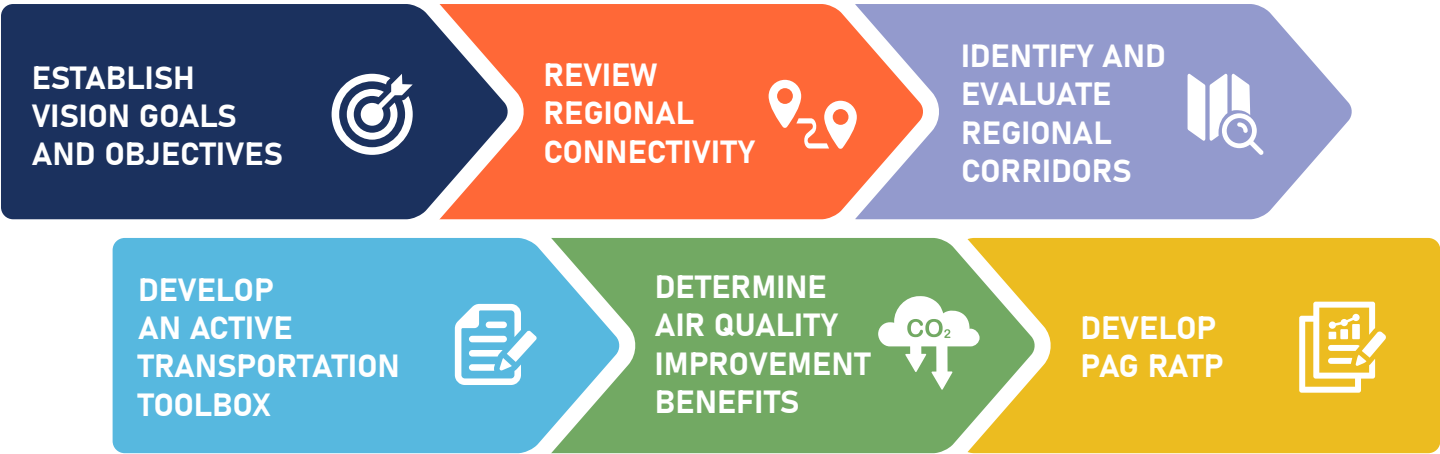 ESTABLISH
VISION GOALS
AND OBJECTIVES
REVIEW
REGIONAL
CONNECTIVITY
IDENTIFY AND
EVALUATE
REGIONAL
CORRIDORS
DEVELOP
AN ACTIVE
TRANSPORTATION
TOOLBOX
DETERMINE
AIR QUALITY
IMPROVEMENT
BENEFITS
CO₂
DEVELOP
PAG RATP